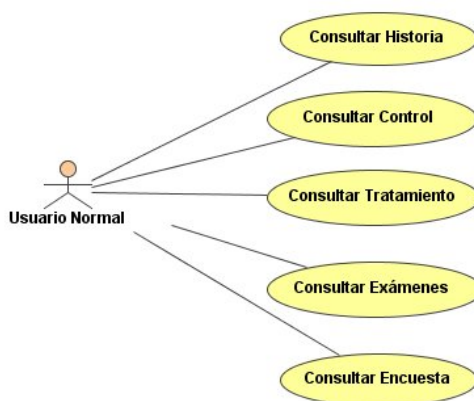 Consultar Historia
Consultar Control
Consultar Tratamiento
Usuario Normal
Consultar Exámenes
Consultar Encuesta